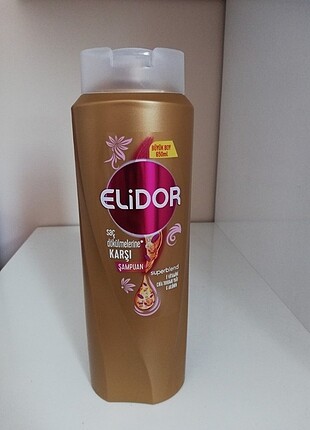 BÜYÜK BOY
650ml
ELiDOR
saç
dökülmelerine*
KARŞI
ŞAMPUAN
superblend